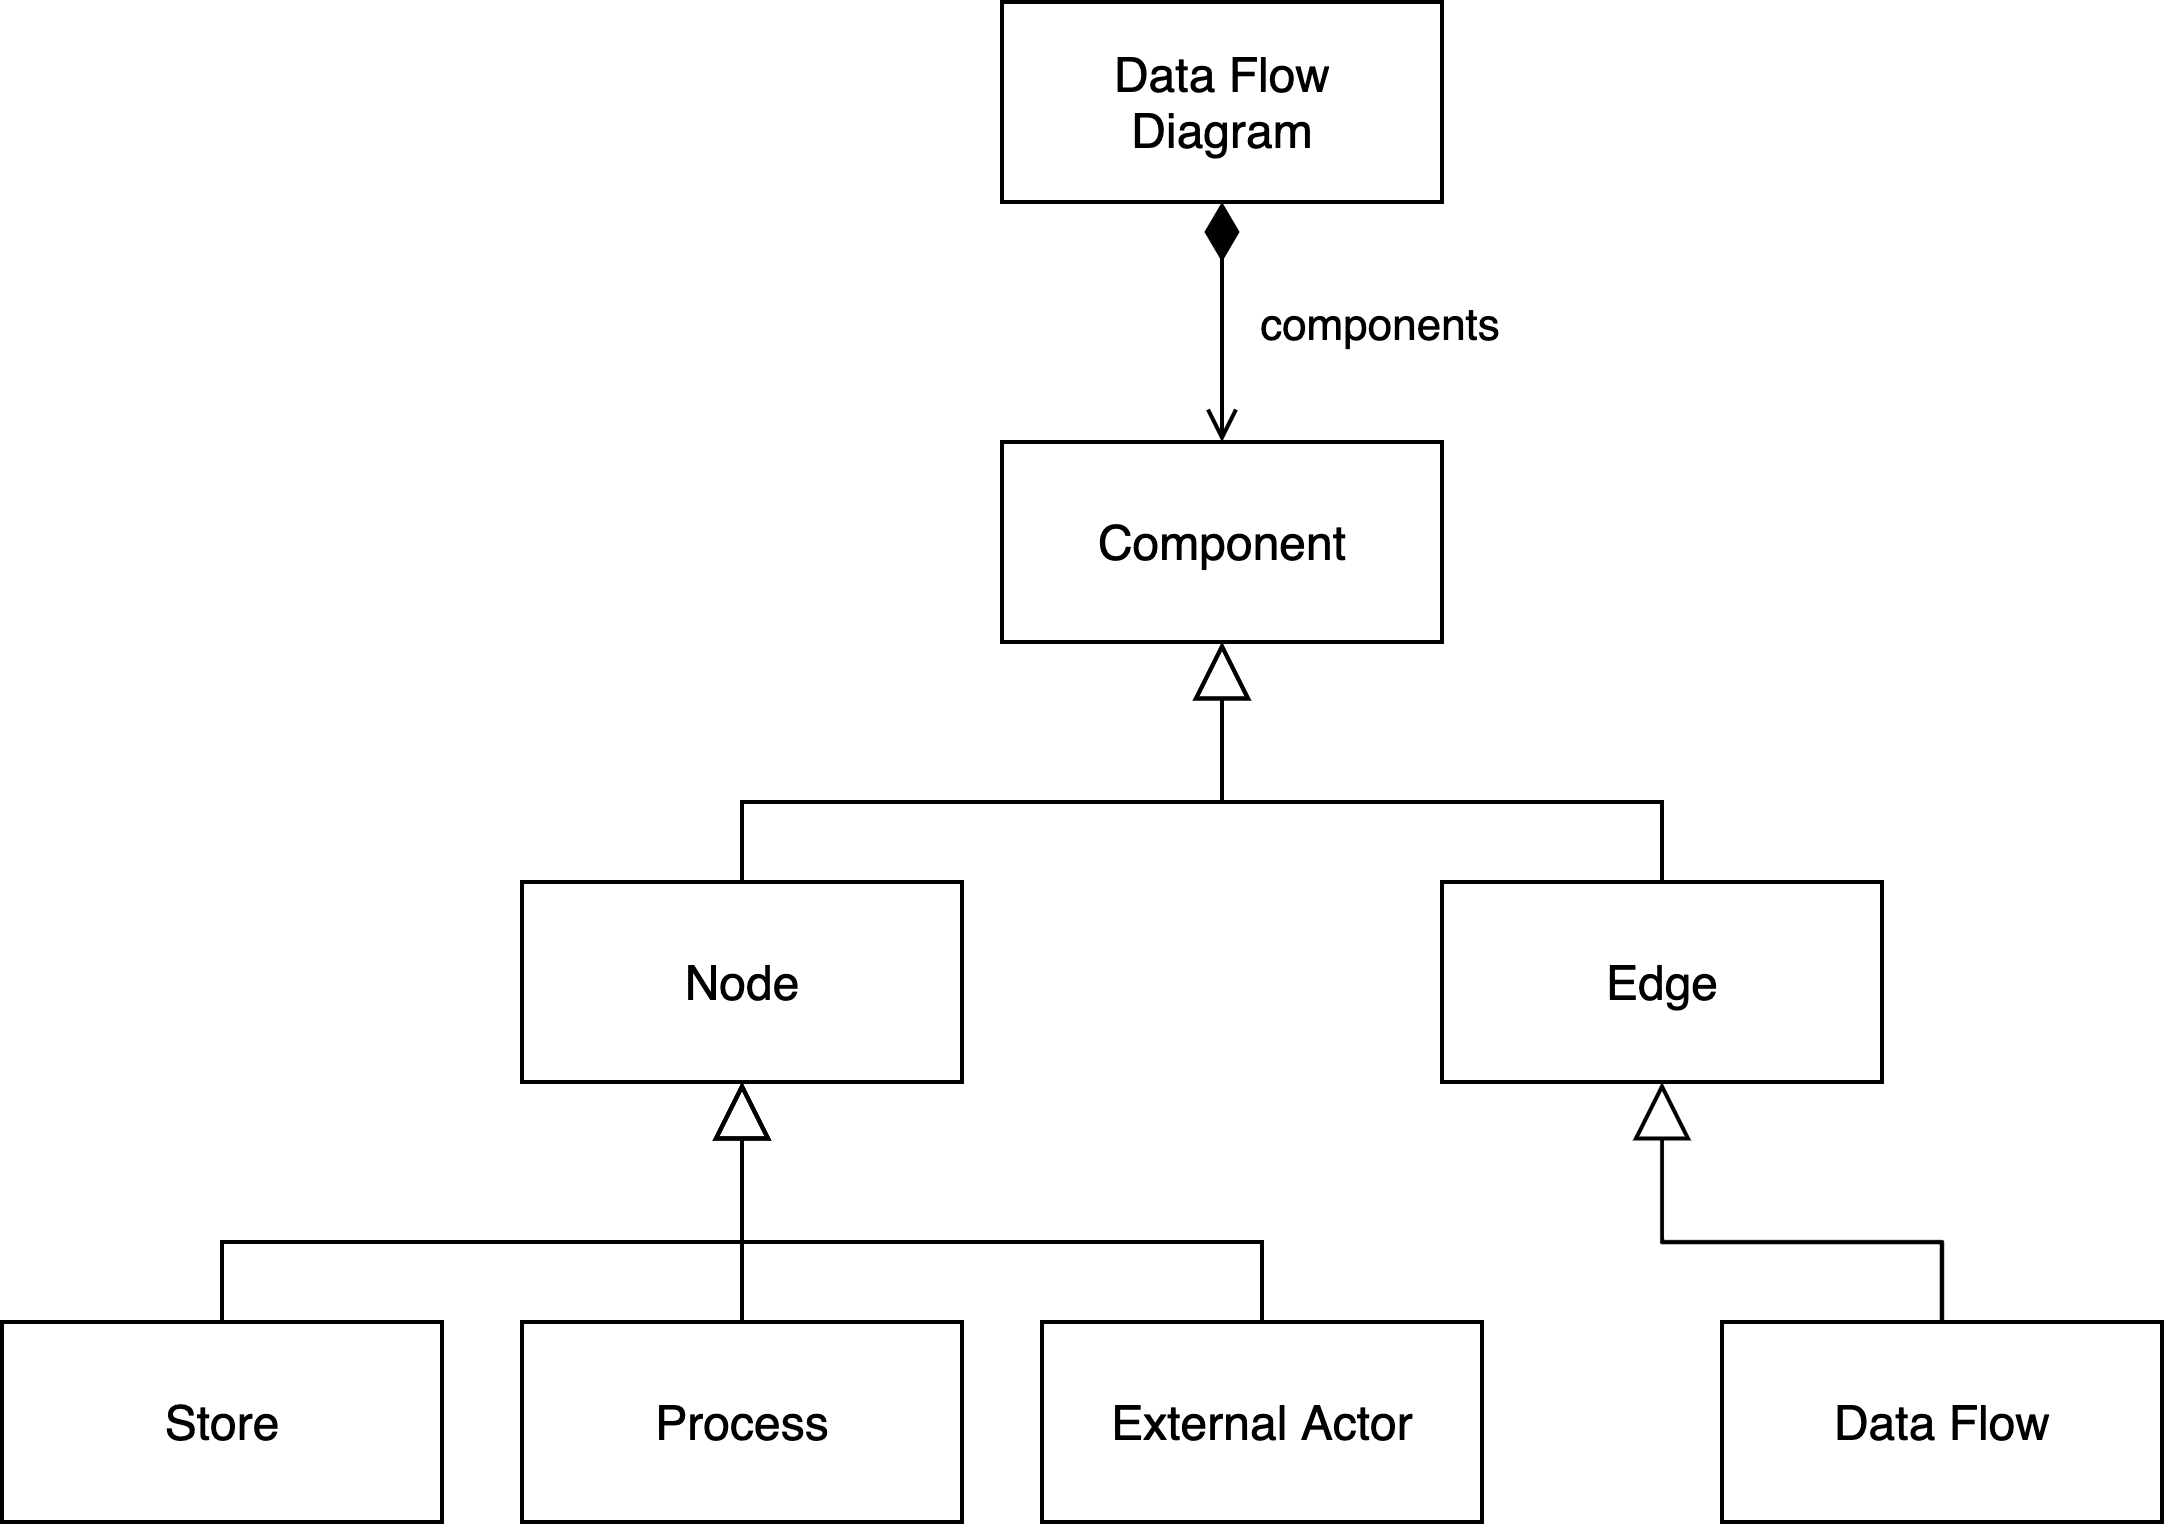 Data Flow
Diagram
components
Component
Node
Edge
Store
Process
External Actor
Data Flow